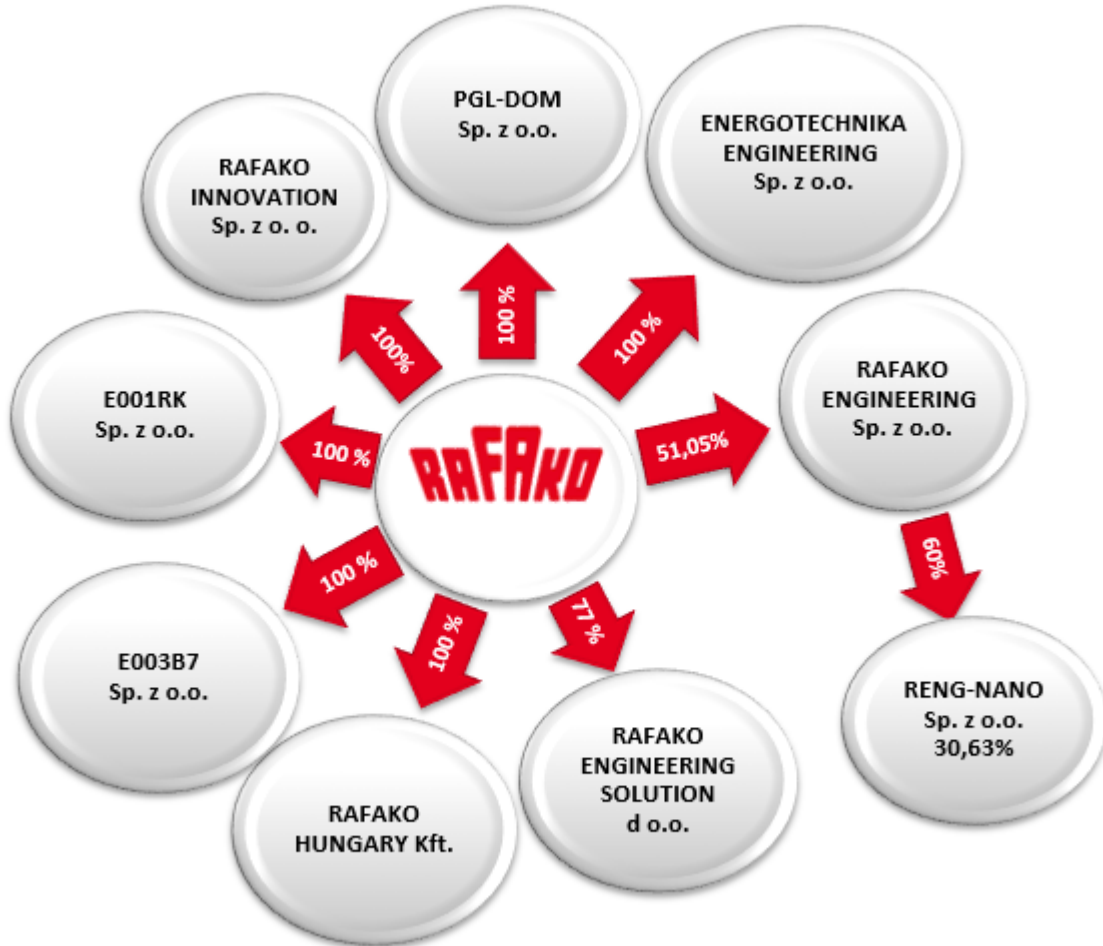 PGL-DOM
Sp. z o.o.
ENERGOTECHNIKA
ENGINEERING
Sp. z o.o.
RAFAKO
INNOVATION
Sp. z o. o.
100%
100 %
100 %
RAFAKO
ENGINEERING
Sp. z o.o.
E001RK
Sp. z o.o.
100 %
RAFAKO
51,05%
100 %
100 %
77 %
60%
E003B7
Sp. z o.o.
RENG-NANO
Sp. z o.o.
30,63%
RAFAKO
HUNGARY Kft.
RAFAKO
ENGINEERING
SOLUTION
d o.o.